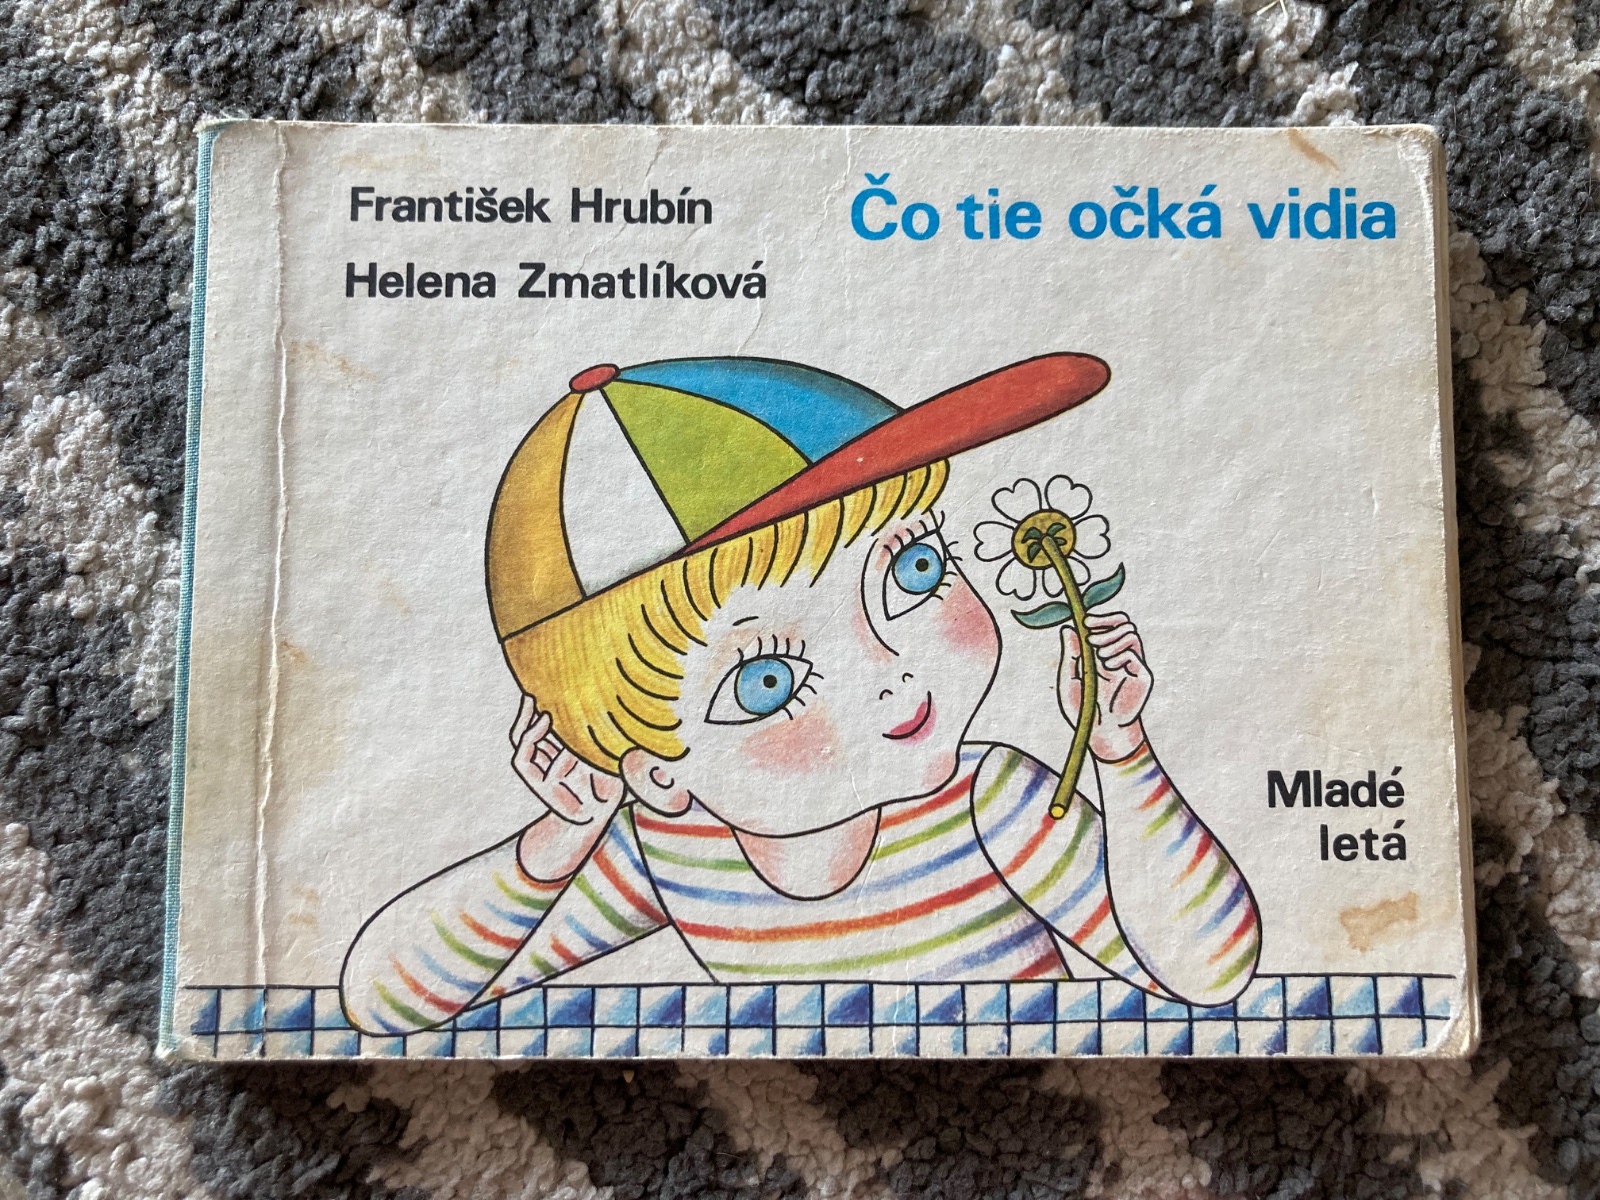 František Hrubín
Helena Zmatlíková
Čo tie očká vidia
Mladé
letá